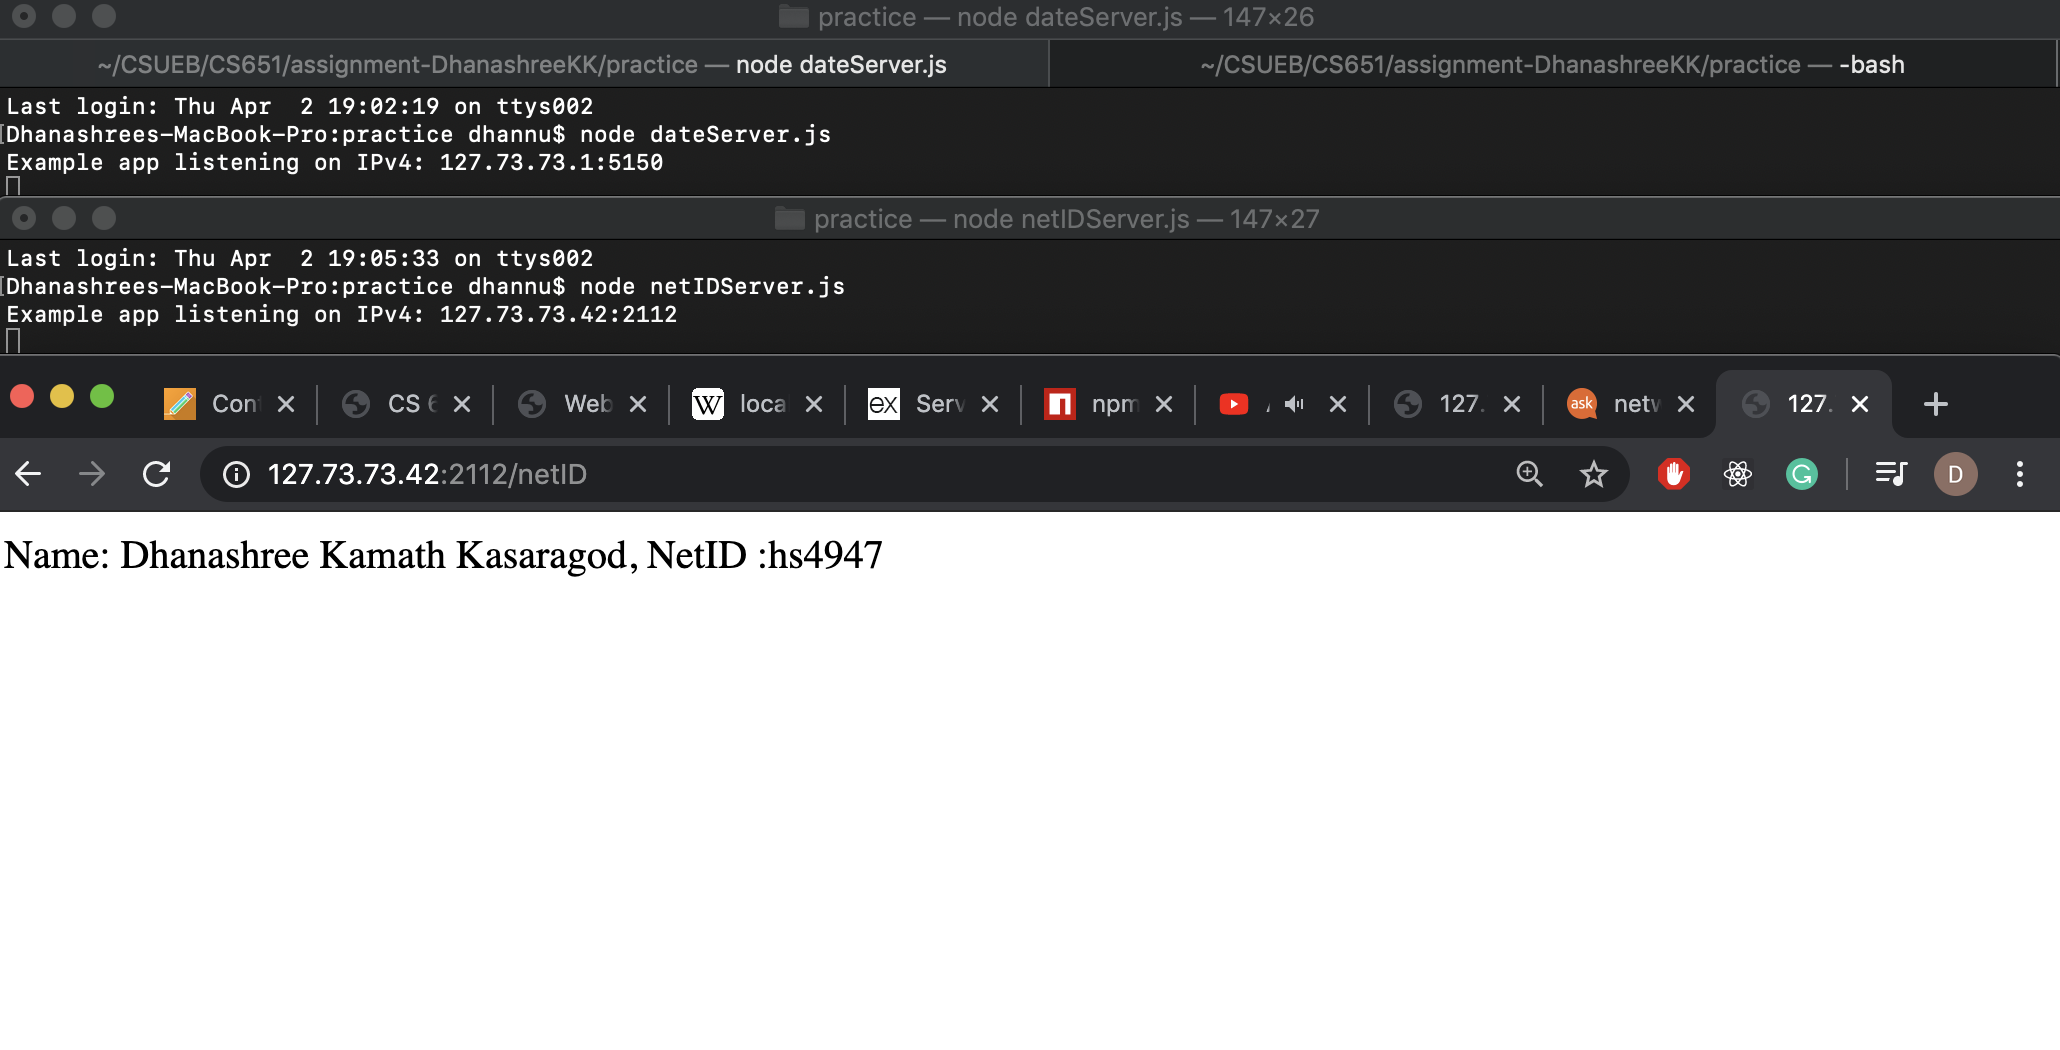 practice — node dateServer.js — 147×26
~/CSUEB/CS651/assignment-DhanashreeKK/practice — node dateServer.js
~/CSUEB/CS651/assignment-DhanashreeKK/practice — -bash
Last login: Thu Apr  2 19:02:19 on ttys002
[Dhanashrees-MacBook-Pro:practice dhannu$ node dateServer.js
Example app listening on IPv4: 127.73.73.1:5150
practice — node netIDServer.js — 147×27
Last login: Thu Apr  2 19:05:33 on ttys002
[Dhanashrees-MacBook-Pro:practice dhannu$ node netIDServer.js
Example app listening on IPv4: 127.73.73.42:2112
Con CS 6 Web W loca ex Serv npm 127. ask netw 127.
127.73.73.42:2112/netID D
Name: Dhanashree Kamath Kasaragod, NetID :hs4947